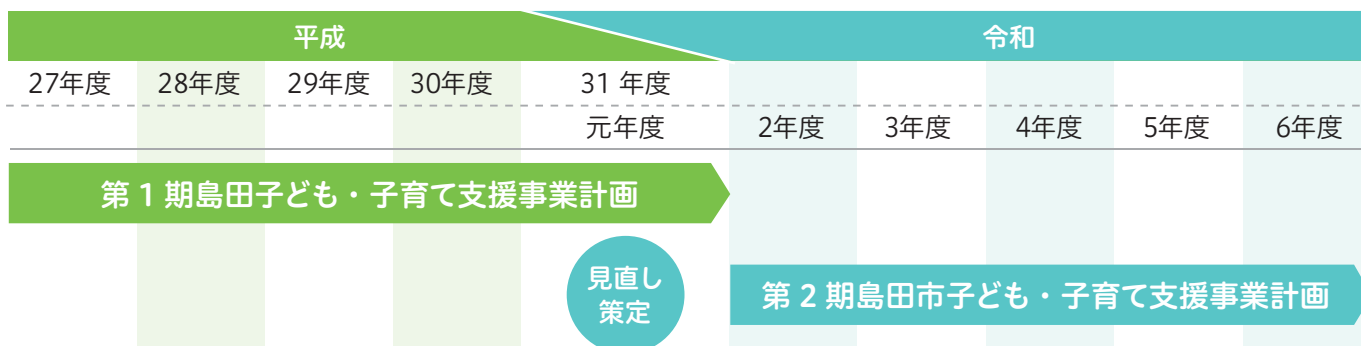 平成 令和
27年度 28年度 29年度 30年度 31 年度
元年度 2年度 3年度 4年度 5年度 6年度
第 1 期島田子ども・子育て支援事業計画
見直し
策定
第 2 期島田市子ども・子育て支援事業計画